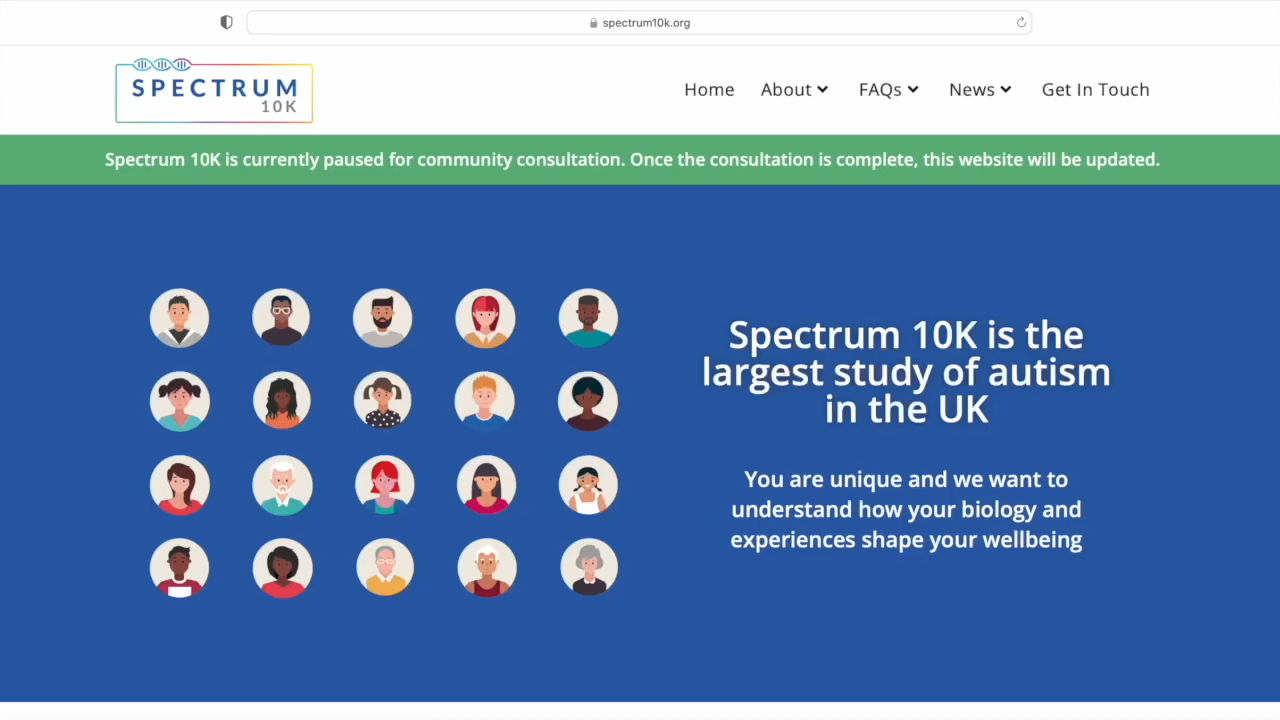 spectrum10k.org
SPECTRUM
10K
Home About FAQs News Get In Touch
Spectrum 10K is currently paused for community consultation. Once the consultation is complete, this website will be updated.
Spectrum 10K is the
largest study of autism
in the UK
You are unique and we want to
understand how your biology and
experiences shape your wellbeing